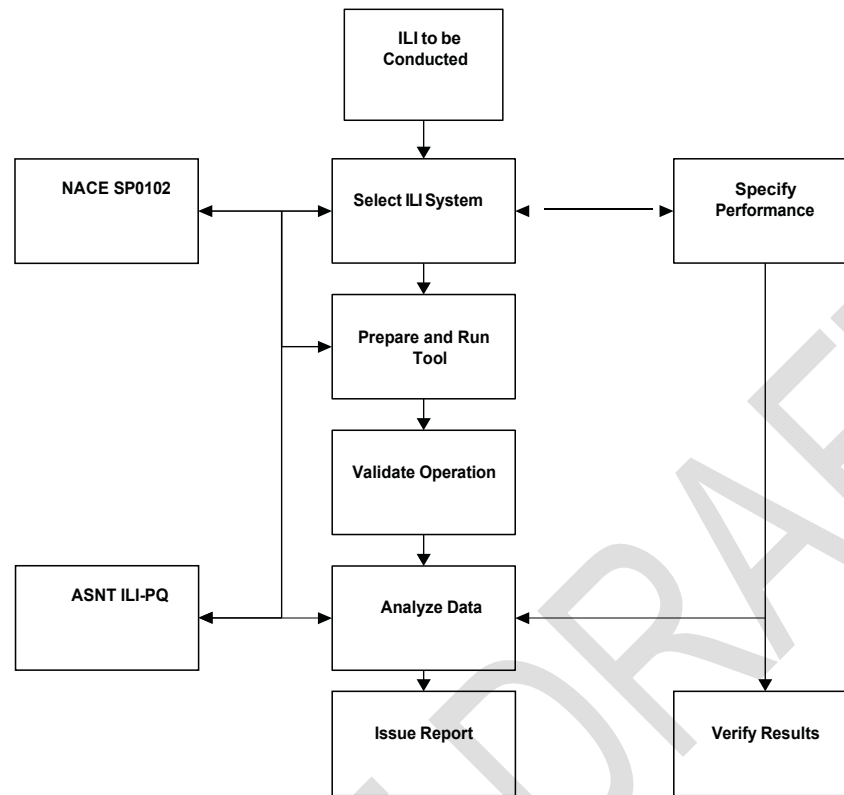 ILI to be
Conducted
NACE SP0102
Select ILI System
Specify
Performance
Prepare and Run
Tool
Validate Operation
ASNT ILI-PQ
Analyze Data
Issue Report
Verify Results
DRAFT